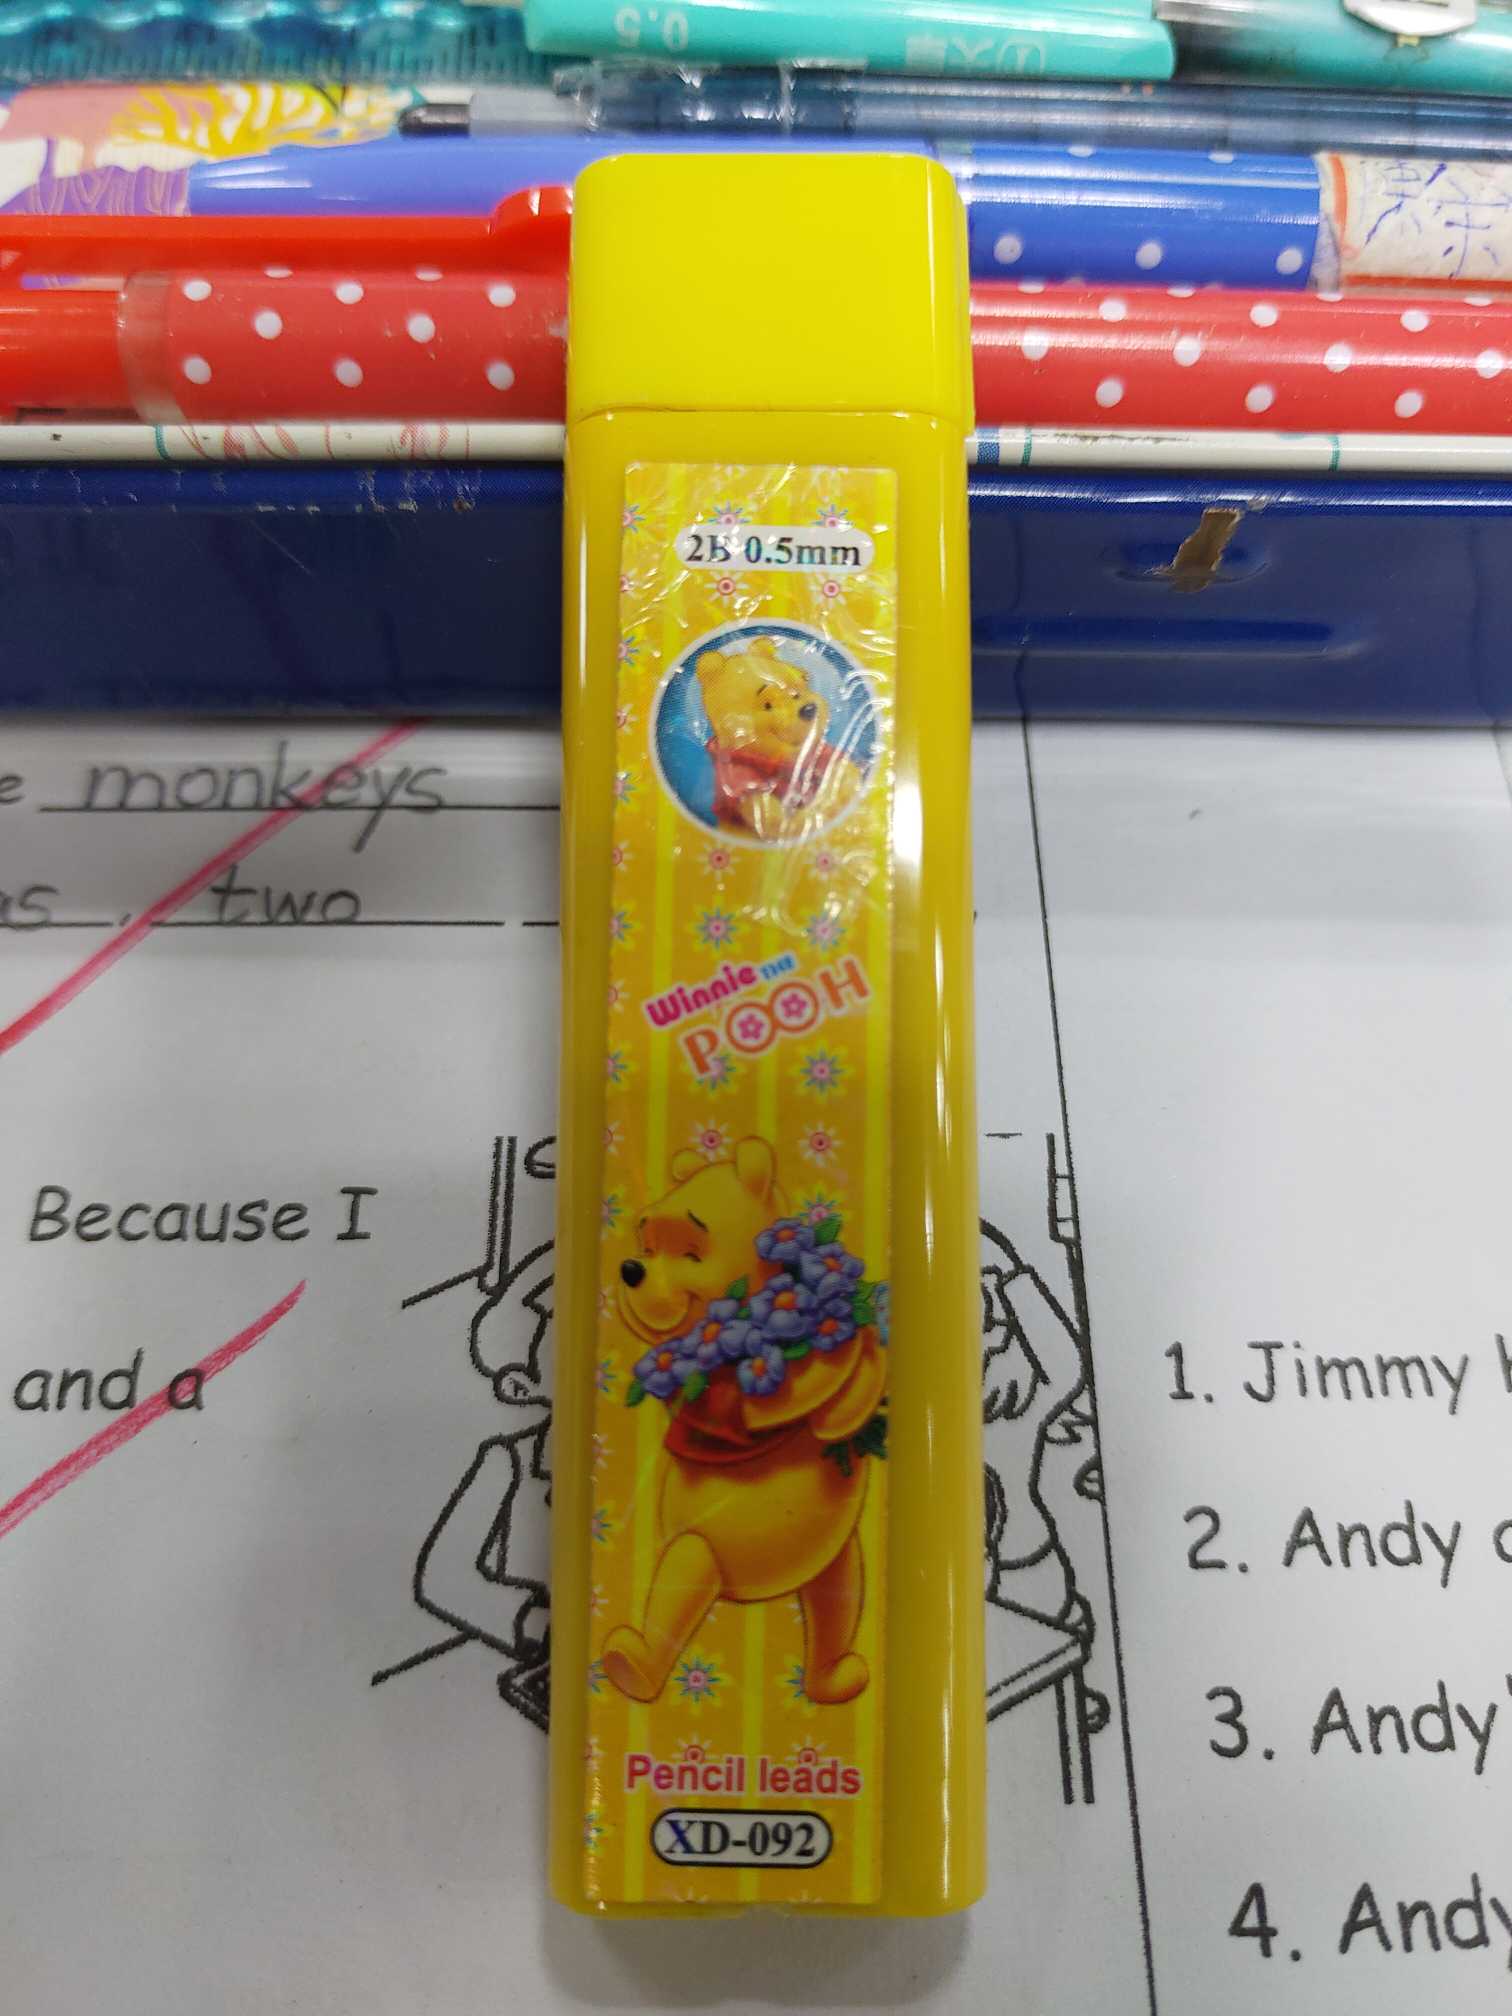 0.5
2B 0.5mm
monkeys
two
Winnie THE
POOH
Because I
and a
1. Jimmy
2. Andy
3. Andy'
4. Andy
Pencil leads
XD-092